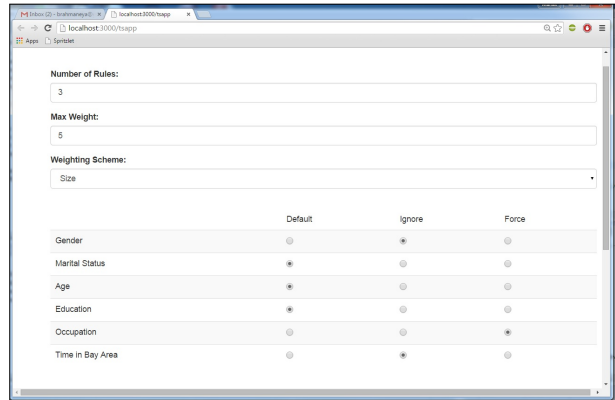 Inbox (2) - brahmaneya@
localhost:3000/tsapp
localhost:3000/tsapp
Apps
Spritzlet
Number of Rules:
3
Max Weight:
5
Weighting Scheme:
Size
Default Ignore Force
Gender
Marital Status
Age
Education
Occupation
Time in Bay Area